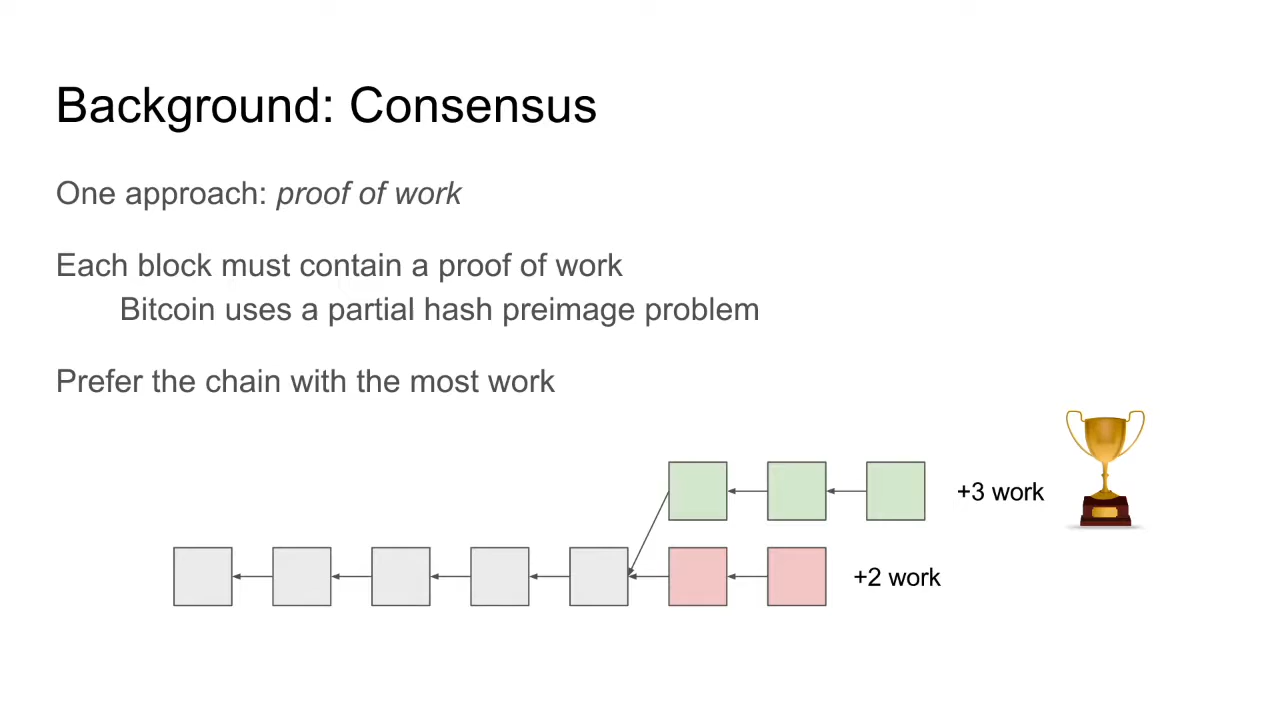 Background: Consensus
One approach: proof of work
Each block must contain a proof of work
Bitcoin uses a partial hash preimage problem
Prefer the chain with the most work
+3 work
+2 work